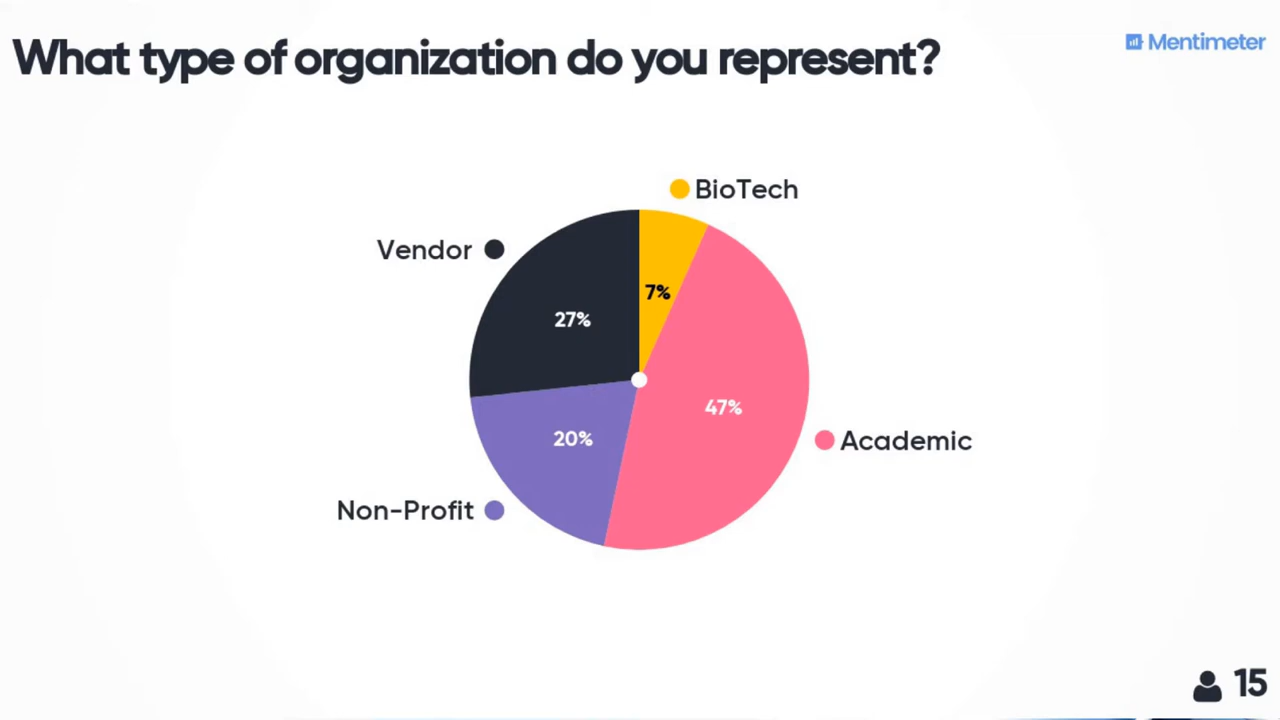 What type of organization do you represent?
Mentimeter
BioTech
Vendor
7%
27%
47%
20%
Academic
Non-Profit
15